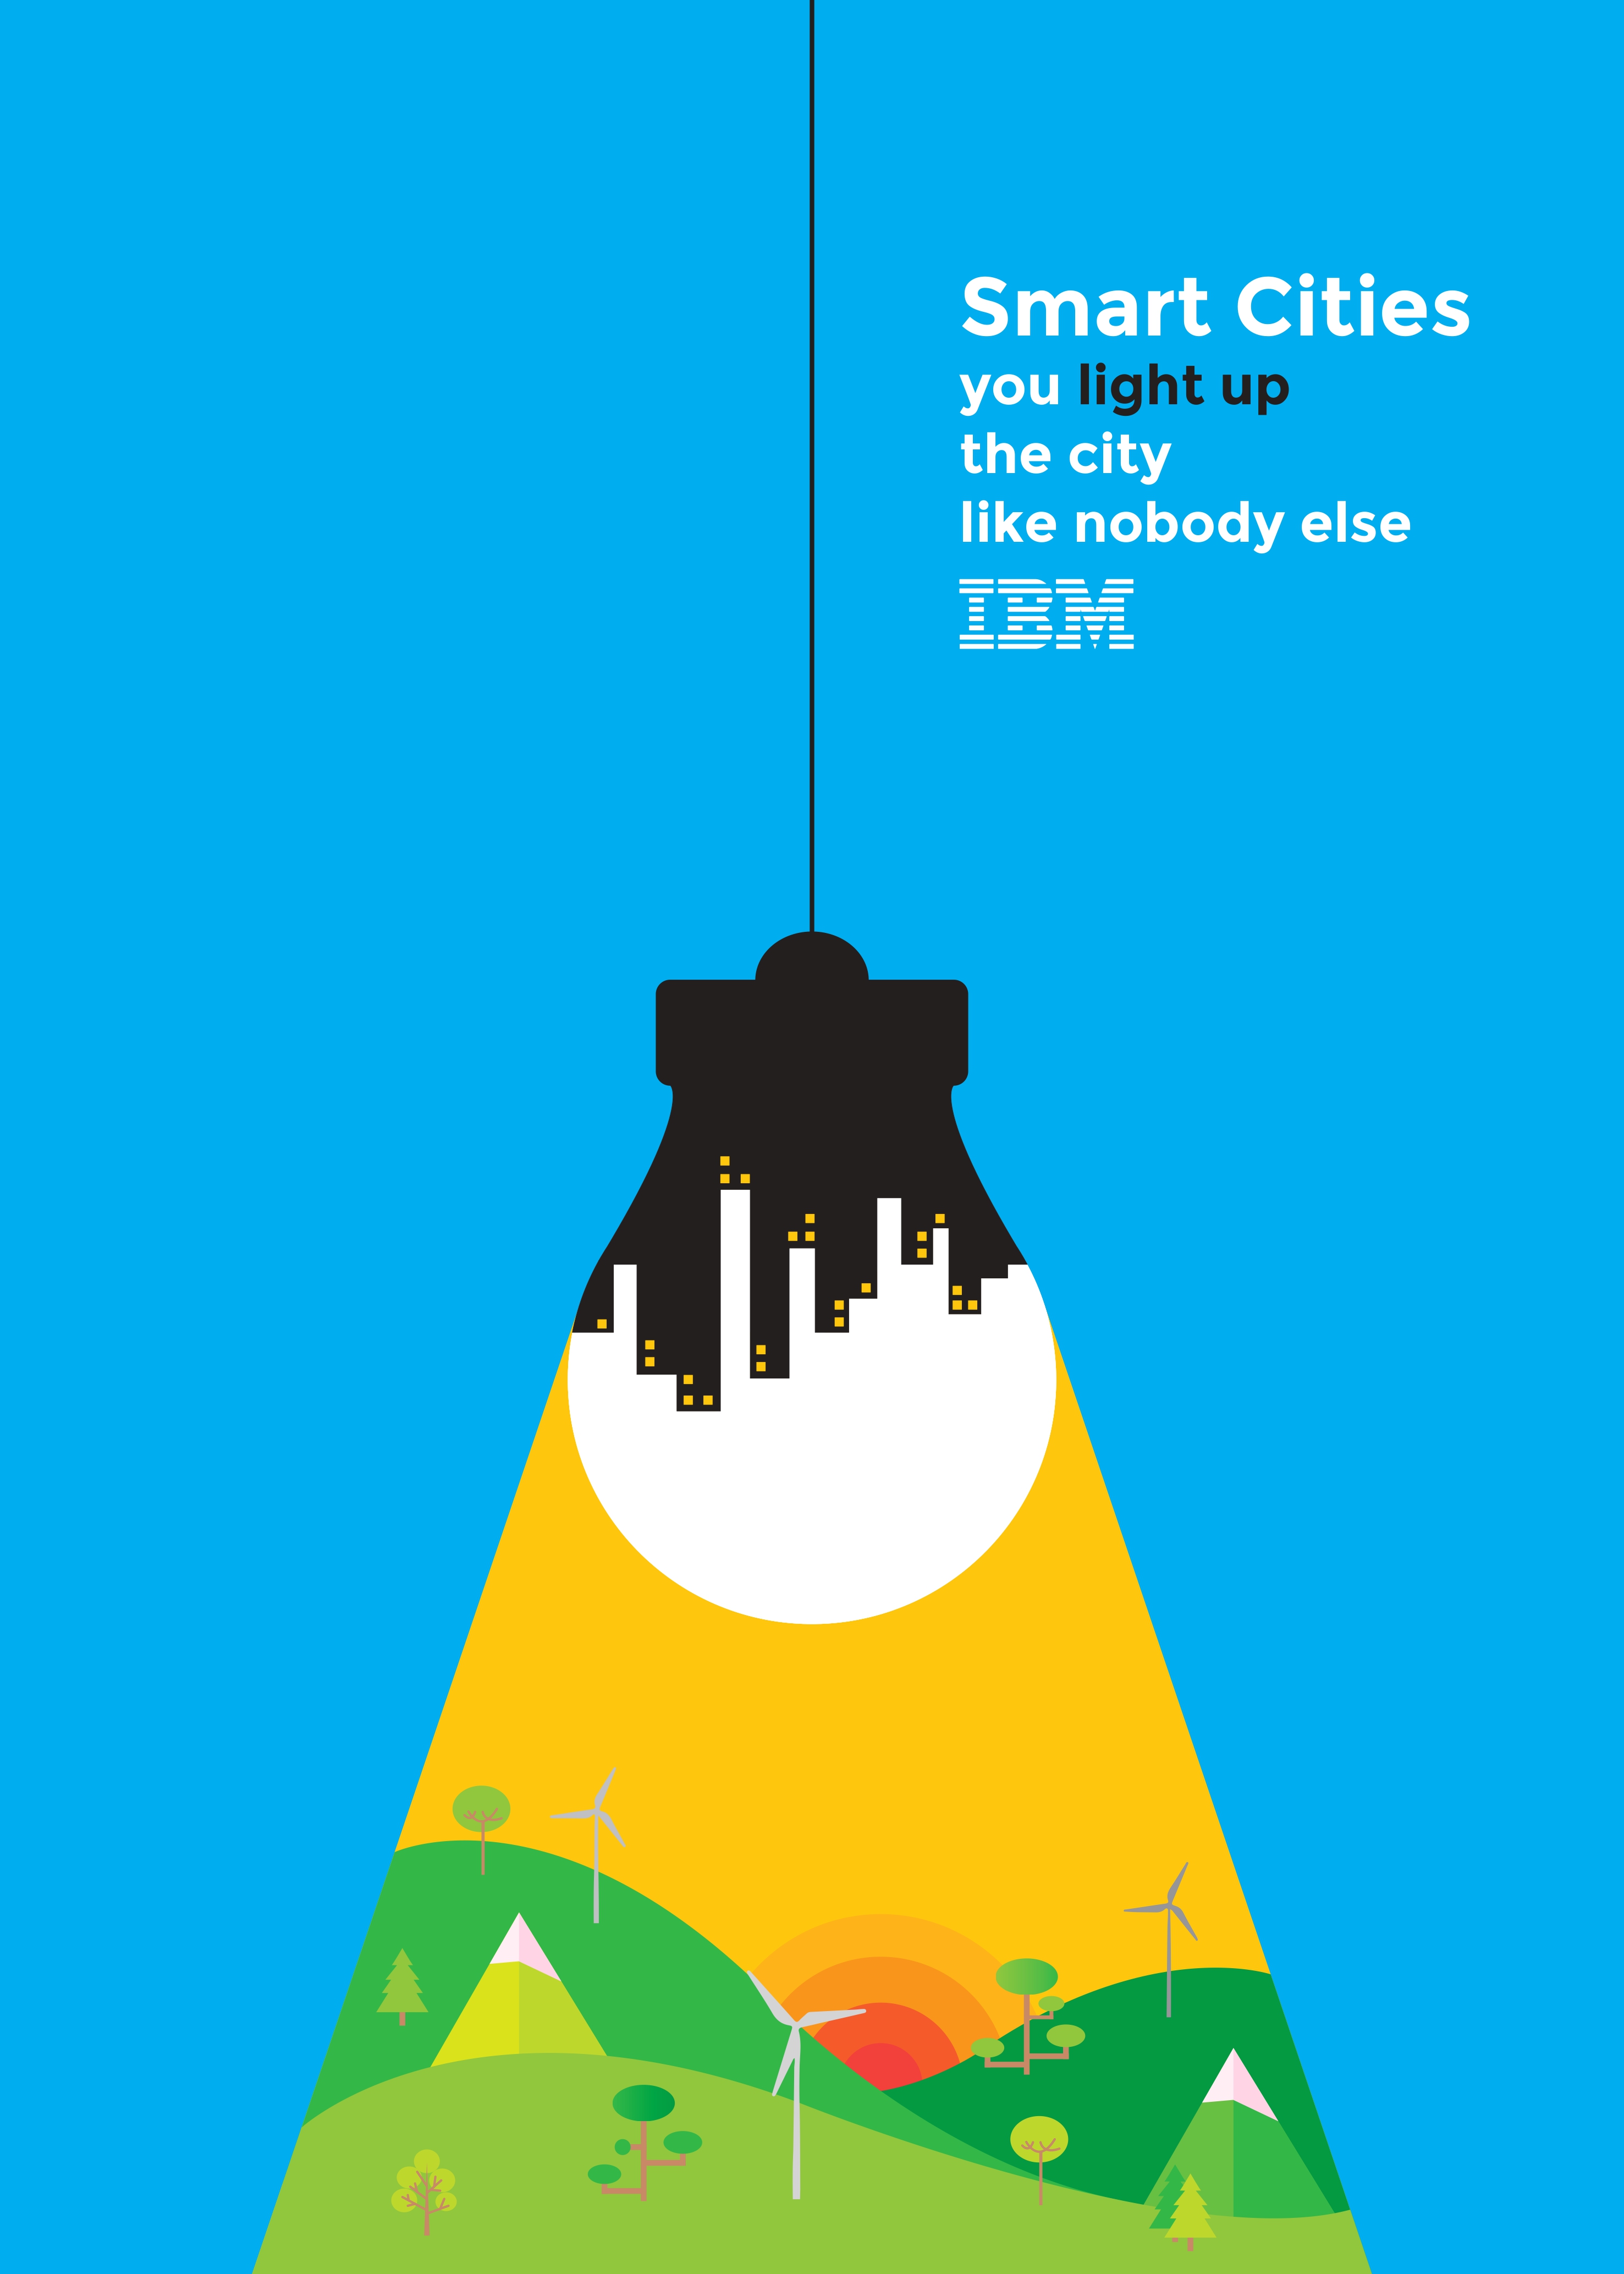 Smart Cities
you light up
the city
like nobody else
IBM